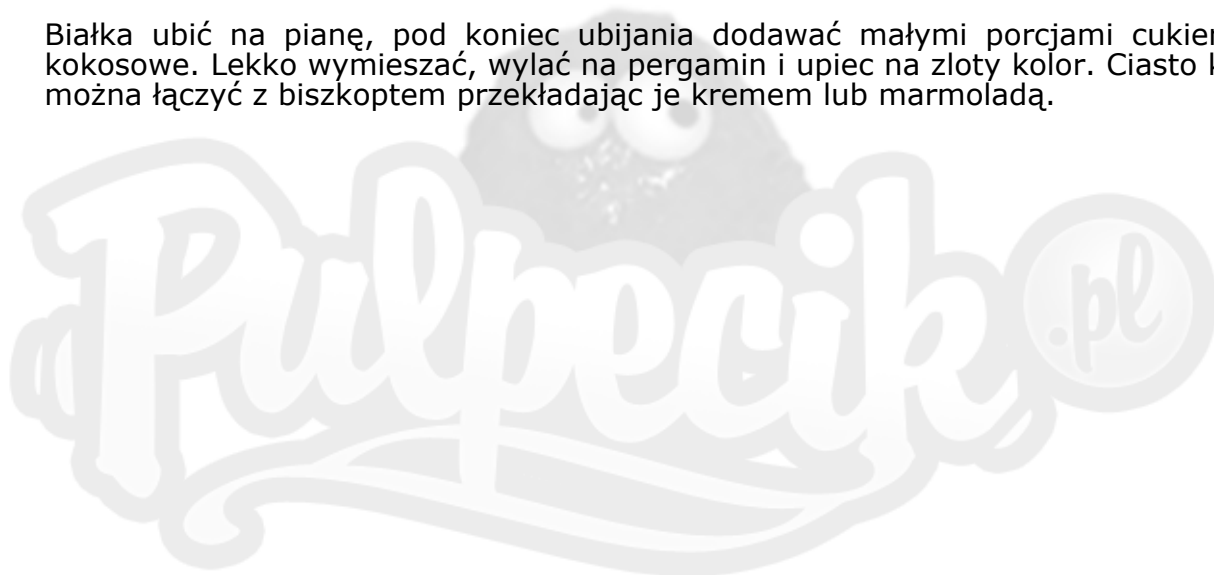 Białka ubić na pianę, pod koniec ubijania dodawać małymi porcjami cukier
kokosowe. Lekko wymieszać, wylać na pergamin i upiec na zloty kolor. Ciasto k
można łączyć z biszkoptem przekładając je kremem lub marmoladą.
Pulpecik.pl